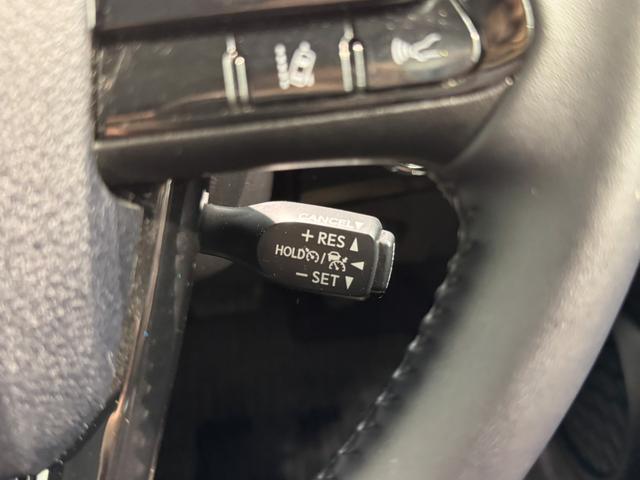 CANCEL▼
+ RES ▲
HOLD / ◀
− SET ▼